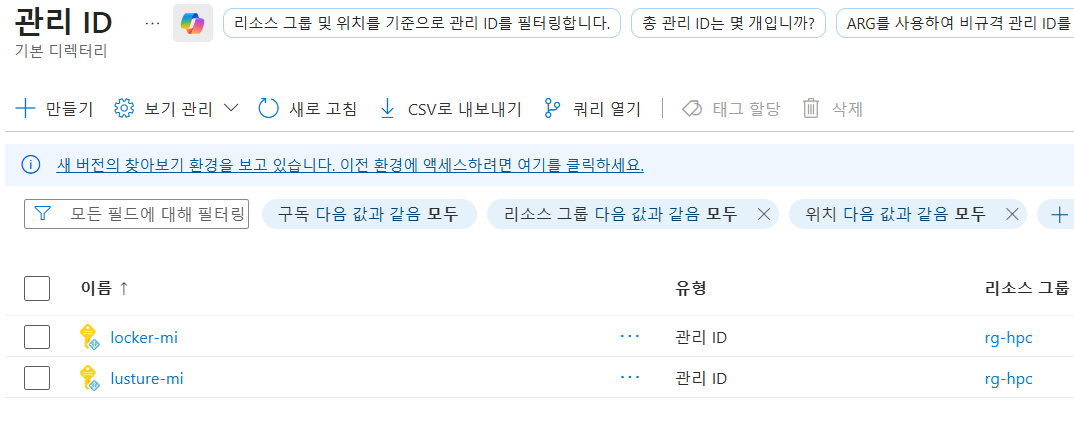 관리 ID ···
리소스 그룹 및 위치를 기준으로 관리 ID를 필터링합니다. 총 관리 ID는 몇 개입니까? ARG를 사용하여 비규격 관리 ID를
기본 디렉터리
만들기 보기 관리 새로 고침 CSV로 내보내기 쿼리 열기 태그 할당 삭제
새 버전의 찾아보기 환경을 보고 있습니다. 이전 환경에 액세스하려면 여기를 클릭하세요.
모든 필드에 대해 필터링 구독 다음 값과 같음 모두 리소스 그룹 다음 값과 같음 모두 위치 다음 값과 같음 모두
이름 ↑ 유형 리소스 그룹
locker-mi ··· 관리 ID rg-hpc
lusture-mi ··· 관리 ID rg-hpc